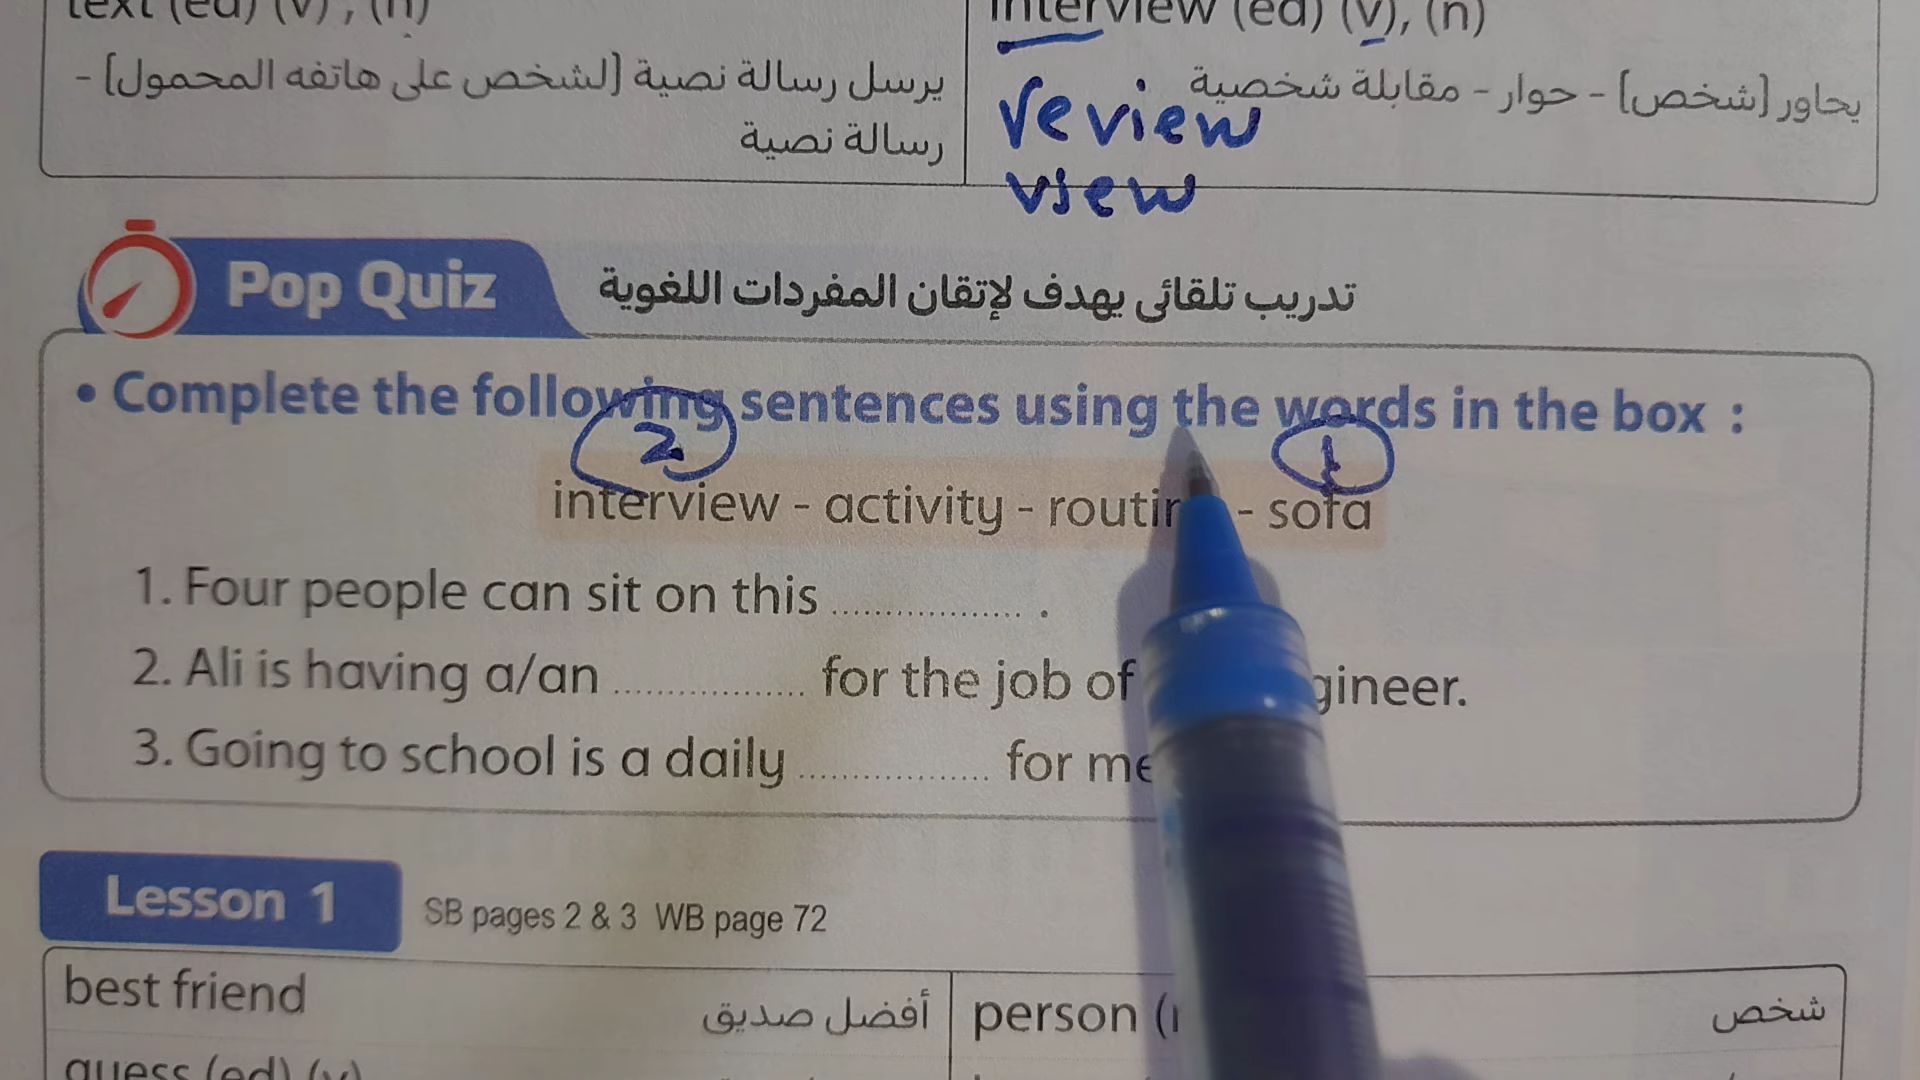 text (ed) (v) , (n)
يرسل رسالة نصية [لشخص على هاتفه المحمول] -
رسالة نصية
interview (ed) (v), (n)
يحاور [شخص] - حوار - مقابلة شخصية
review
view
Pop Quiz
تدريب تلقائى يهدف لإتقان المفردات اللغوية
• Complete the following sentences using the words in the box :
2 1
interview - activity - routin - sofa
1. Four people can sit on this .................. .
2. Ali is having a/an .................. for the job of gineer.
3. Going to school is a daily .................. for me
Lesson 1
SB pages 2 & 3 WB page 72
best friend أفضل صديق
person ( شخص
guess (ed) (v)